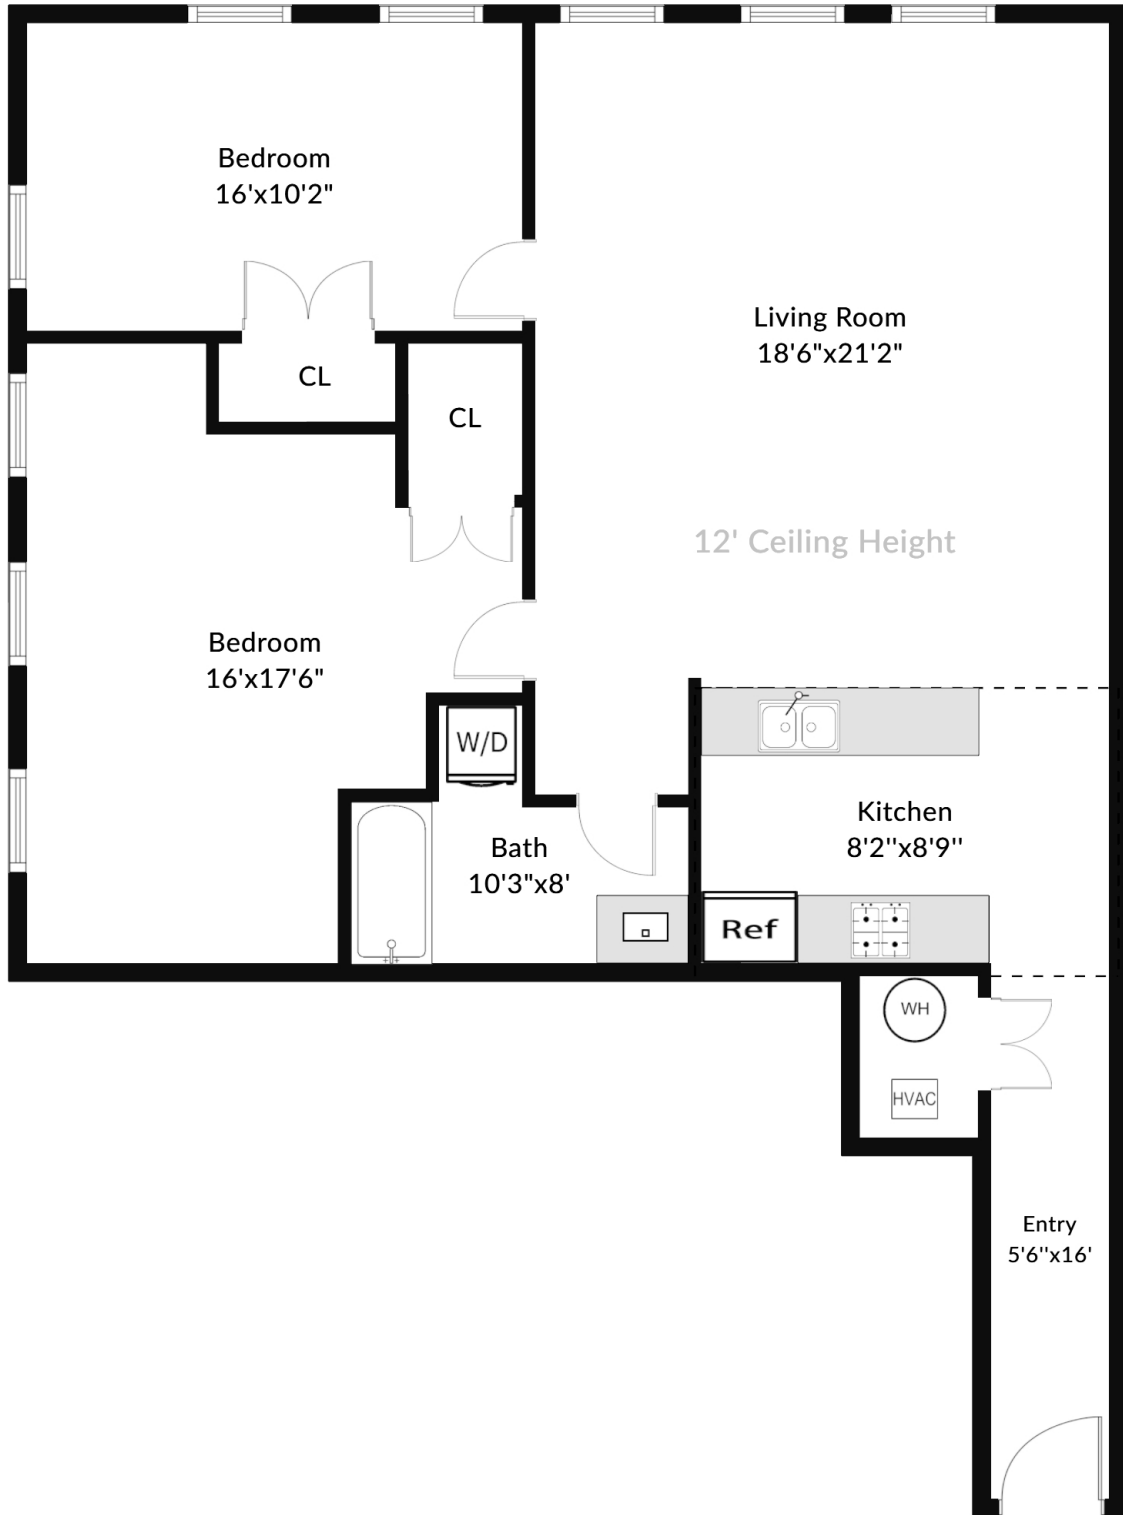 Bedroom
16'x10'2"
Living Room
18'6"x21'2"
CL
CL
12' Ceiling Height
Bedroom
16'x17'6"
W/D
Kitchen
8'2''x8'9''
Bath
10'3"x8'
Ref
WH
HVAC
Entry
5'6''x16'